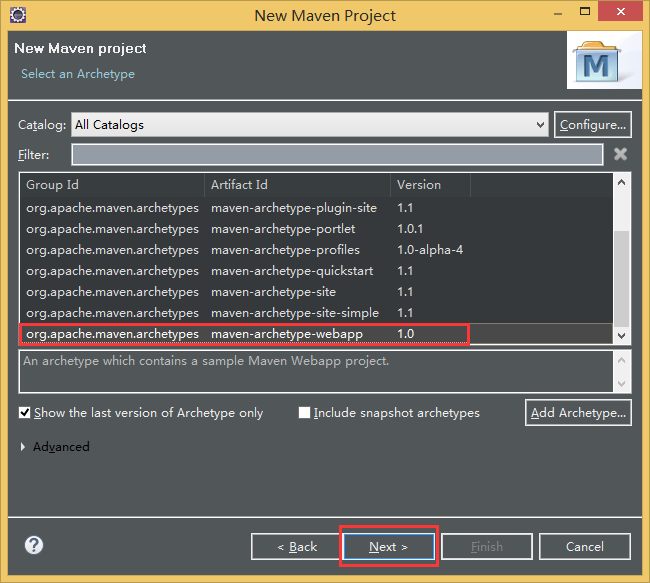 New Maven Project
New Maven project
Select an Archetype
M
Catalog: All Catalogs Configure...
Filter:
Group Id Artifact Id Version
org.apache.maven.archetypes maven-archetype-plugin-site 1.1
org.apache.maven.archetypes maven-archetype-portlet 1.0.1
org.apache.maven.archetypes maven-archetype-profiles 1.0-alpha-4
org.apache.maven.archetypes maven-archetype-quickstart 1.1
org.apache.maven.archetypes maven-archetype-site 1.1
org.apache.maven.archetypes maven-archetype-site-simple 1.1
org.apache.maven.archetypes maven-archetype-webapp 1.0
An archetype which contains a sample Maven Webapp project.
Show the last version of Archetype only Include snapshot archetypes Add Archetype...
Advanced
? < Back Next > Finish Cancel